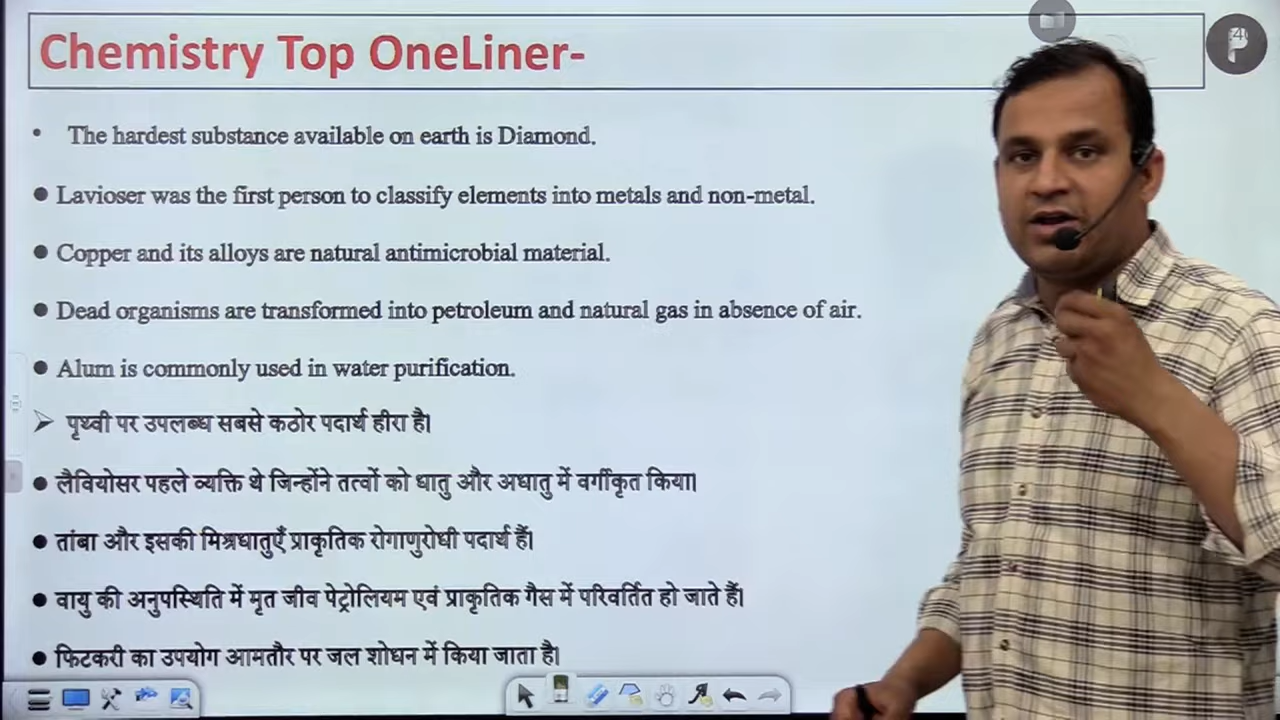 Chemistry Top OneLiner-
• The hardest substance available on earth is Diamond.
● Lavioser was the first person to classify elements into metals and non-metal.
● Copper and its alloys are natural antimicrobial material.
● Dead organisms are transformed into petroleum and natural gas in absence of air.
● Alum is commonly used in water purification.
➢ पृथ्वी पर उपलब्ध सबसे कठोर पदार्थ हीरा है।
● लैवियोसर पहले व्यक्ति थे जिन्होंने तत्वों को धातु और अधातु में वर्गीकृत किया।
● तांबा और इसकी मिश्रधातुएँ प्राकृतिक रोगाणुरोधी पदार्थ हैं।
● वायु की अनुपस्थिति में मृत जीव पेट्रोलियम एवं प्राकृतिक गैस में परिवर्तित हो जाते हैं।
● फिटकरी का उपयोग आमतौर पर जल शोधन में किया जाता है।